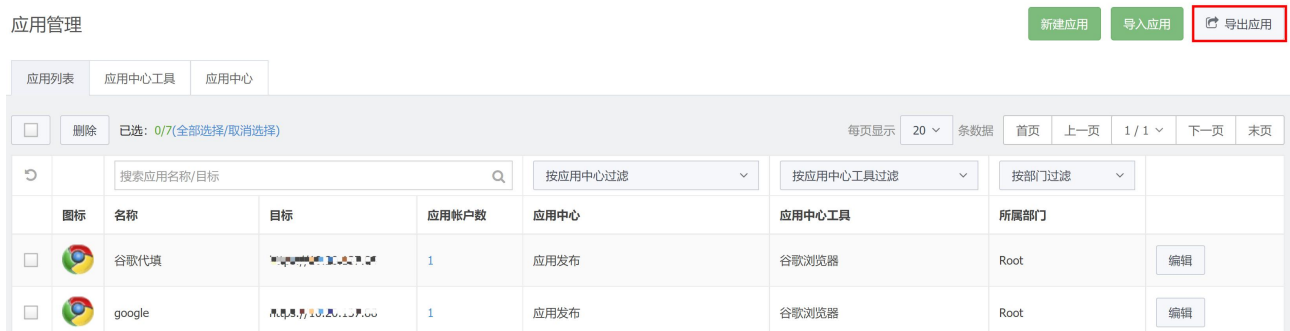 应用管理
新建应用 导入应用 导出应用
应用列表 应用中心工具 应用中心
删除 已选：0/7(全部选择/取消选择) 每页显示 20 条数据 首页 上一页 1 / 1 下一页 末页
搜索应用名称/目标 按应用中心过滤 按应用中心工具过滤 按部门过滤
图标 名称 目标 应用帐户数 应用中心 应用中心工具 所属部门
谷歌代填 1 应用发布 谷歌浏览器 Root 编辑
google 1 应用发布 谷歌浏览器 Root 编辑